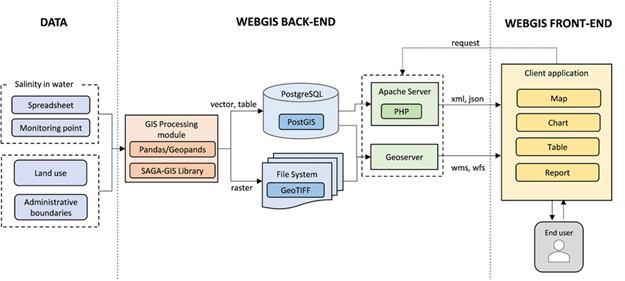 DATA
WEBGIS BACK-END
WEBGIS FRONT-END
request
Salinity in water
Spreadsheet
Monitoring point
Land use
Administrative
boundaries
GIS Processing
module
Pandas/Geopands
SAGA-GIS Library
vector, table
raster
PostgreSQL
PostGIS
File System
GeoTIFF
Apache Server
PHP
Geoserver
xml, json
wms, wfs
Client application
Map
Chart
Table
Report
End user